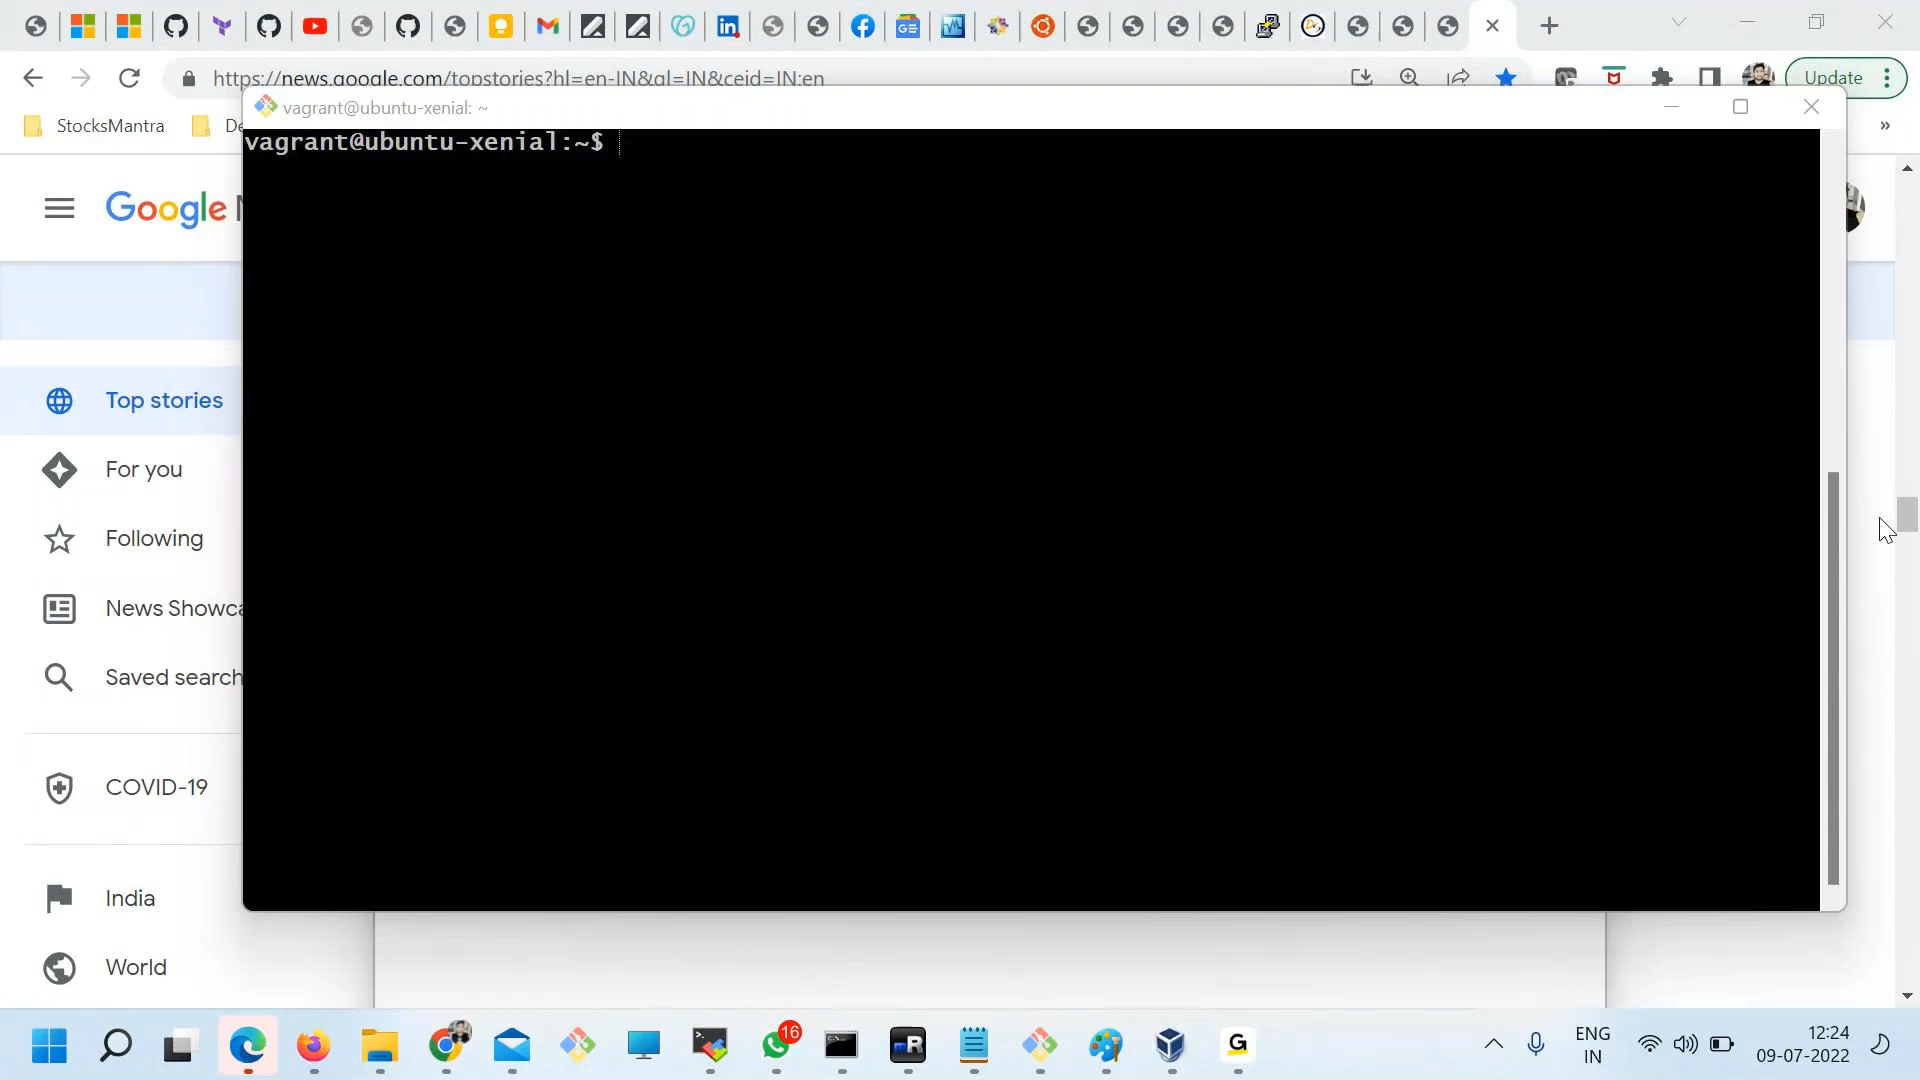 https://news.google.com/topstories?hl=en-IN&gl=IN&ceid=IN:en
Update
StocksMantra
vagrant@ubuntu-xenial: ~
vagrant@ubuntu-xenial:~$
Google
Top stories
For you
Following
News
Saved search
COVID-19
India
World
16
ENG
IN
12:24
09-07-2022